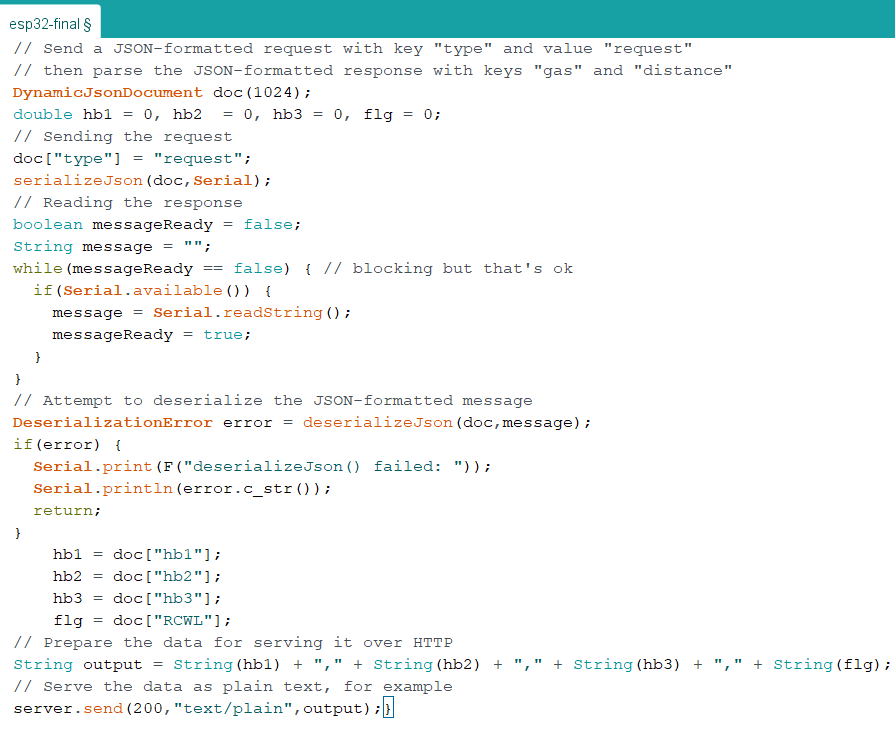 esp32-final §
// Send a JSON-formatted request with key "type" and value "request"
// then parse the JSON-formatted response with keys "gas" and "distance"
DynamicJsonDocument doc(1024);
double hb1 = 0, hb2  = 0, hb3 = 0, flg = 0;
// Sending the request
doc["type"] = "request";
serializeJson(doc,Serial);
// Reading the response
boolean messageReady = false;
String message = "";
while(messageReady == false) { // blocking but that's ok
  if(Serial.available()) {
    message = Serial.readString();
    messageReady = true;
  }
}
// Attempt to deserialize the JSON-formatted message
DeserializationError error = deserializeJson(doc,message);
if(error) {
  Serial.print(F("deserializeJson() failed: "));
  Serial.println(error.c_str());
  return;
}
    hb1 = doc["hb1"];
    hb2 = doc["hb2"];
    hb3 = doc["hb3"];
    flg = doc["RCWL"];
// Prepare the data for serving it over HTTP
String output = String(hb1) + "," + String(hb2) + "," + String(hb3) + "," + String(flg);
// Serve the data as plain text, for example
server.send(200,"text/plain",output);}